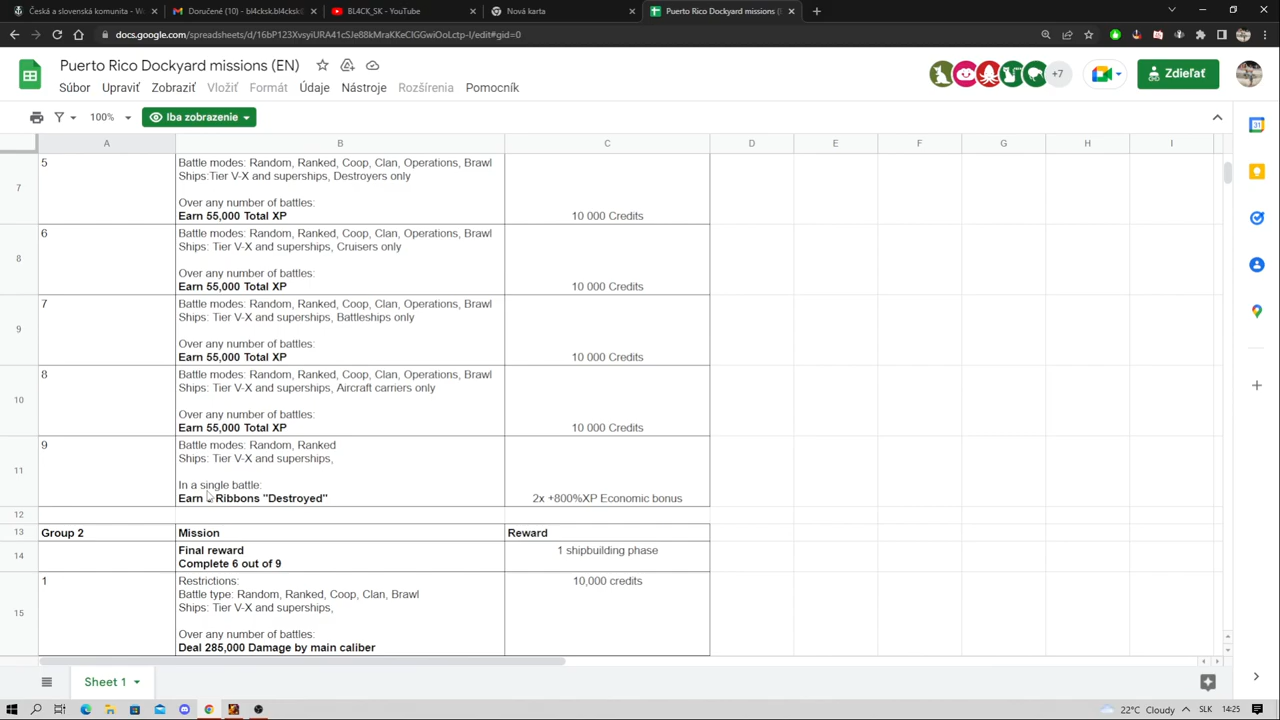 Česká a slovenská komunita - Wo
Doručené (10) - bl4cksk.bl4cksk@
BL4CK_SK - YouTube
Nová karta
Puerto Rico Dockyard missions (E
docs.google.com/spreadsheets/d/16bP123XvsyiURA41cSJe88kMraKKeCIGGwiOoLctp-I/edit#gid=0
Puerto Rico Dockyard missions (EN)
+7
Zdieľať
Súbor Upraviť Zobraziť Vložiť Formát Údaje Nástroje Rozšírenia Pomocník
100%
Iba zobrazenie
A B C D E F G H I
7
5
Battle modes: Random, Ranked, Coop, Clan, Operations, Brawl
Ships:Tier V-X and superships, Destroyers only
Over any number of battles:
Earn 55,000 Total XP
10 000 Credits
8
6
Battle modes: Random, Ranked, Coop, Clan, Operations, Brawl
Ships: Tier V-X and superships, Cruisers only
Over any number of battles:
Earn 55,000 Total XP
10 000 Credits
9
7
Battle modes: Random, Ranked, Coop, Clan, Operations, Brawl
Ships: Tier V-X and superships, Battleships only
Over any number of battles:
Earn 55,000 Total XP
10 000 Credits
10
8
Battle modes: Random, Ranked, Coop, Clan, Operations, Brawl
Ships: Tier V-X and superships, Aircraft carriers only
Over any number of battles:
Earn 55,000 Total XP
10 000 Credits
11
9
Battle modes: Random, Ranked
Ships: Tier V-X and superships,
In a single battle:
Earn Ribbons "Destroyed"
2x +800%XP Economic bonus
12
13
Group 2 Mission Reward
14
Final reward
Complete 6 out of 9
1 shipbuilding phase
15
1
Restrictions:
Battle type: Random, Ranked, Coop, Clan, Brawl
Ships: Tier V-X and superships,
Over any number of battles:
Deal 285,000 Damage by main caliber
10,000 credits
Sheet 1
22°C Cloudy
SLK
14:25